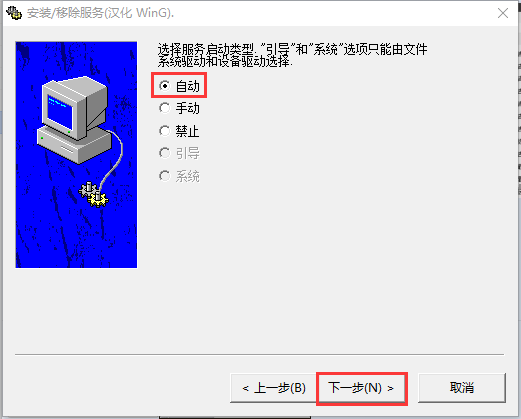 安装/移除服务(汉化 WinG).
选择服务启动类型. "引导"和"系统"选项只能由文件
系统驱动和设备驱动选择.
自动
手动
禁止
引导
系统
< 上一步(B)
下一步(N) >
取消